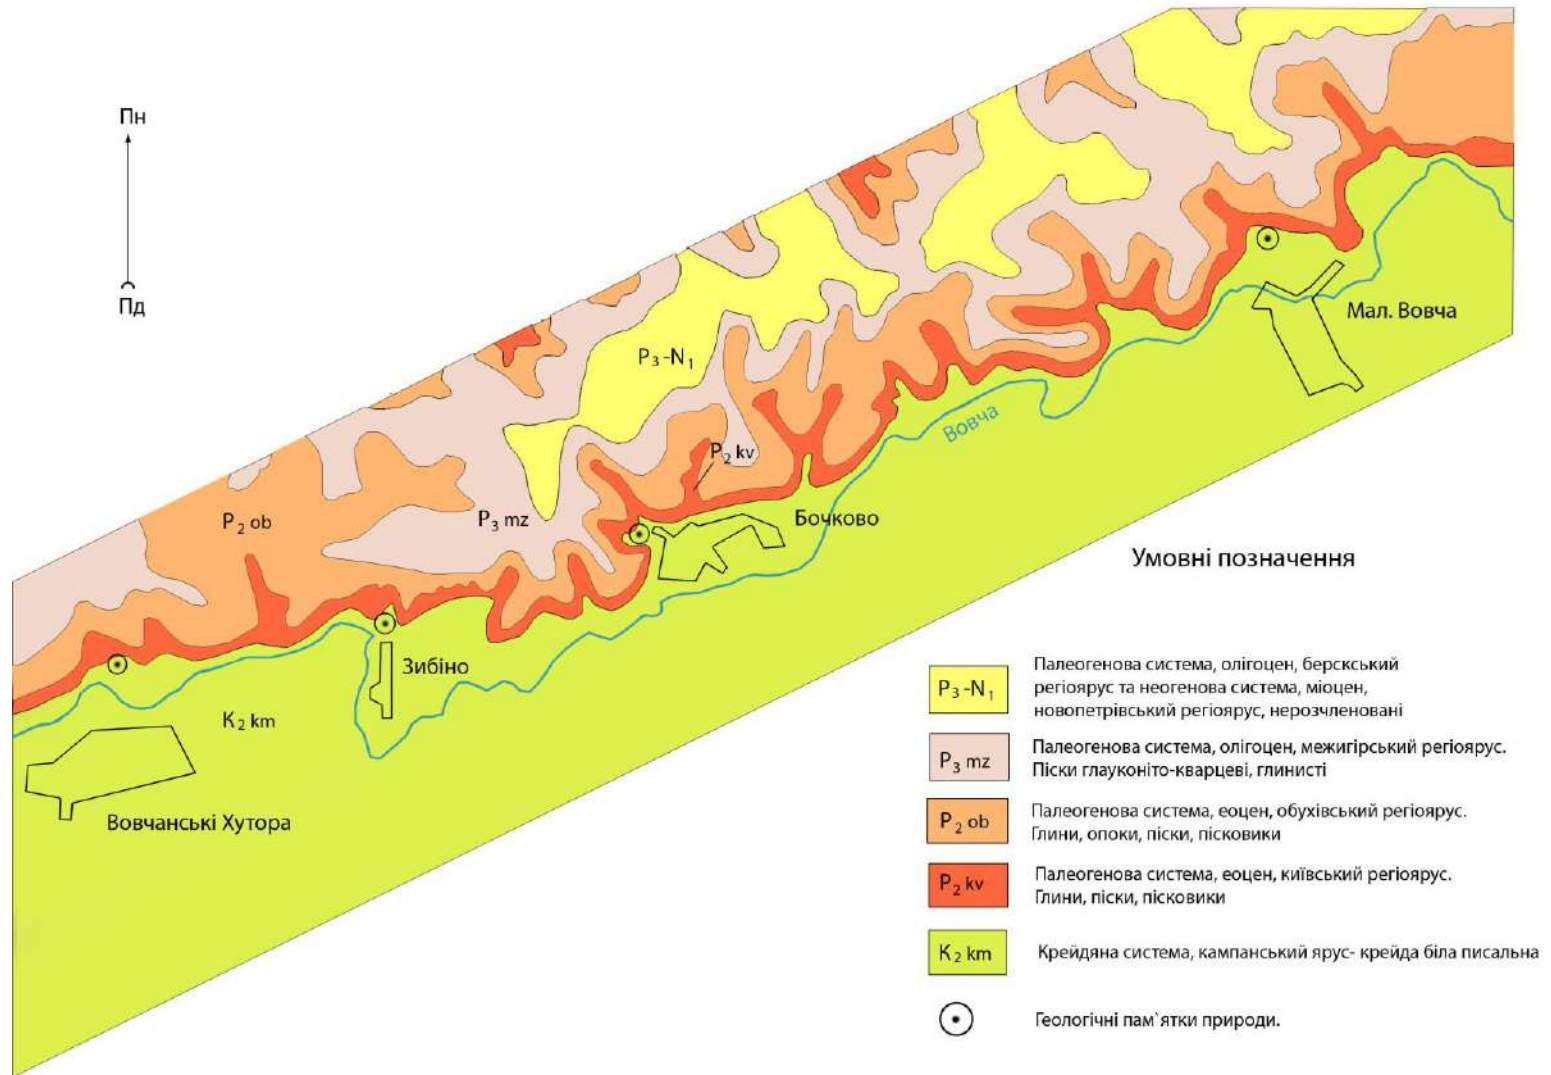 Пн
Пд
P₃-N₁
P₂ kv
P₂ ob
P₃ mz
K₂ km
Вовча
Мал. Вовча
Бочково
Зибіно
Вовчанські Хутора
Умовні позначення
P₃-N₁
Палеогенова система, олігоцен, берскський
регіоярус та неогенова система, міоцен,
новопетрівський регіоярус, нерозчленовані
P₃ mz
Палеогенова система, олігоцен, межигірський регіоярус.
Піски глауконіто-кварцеві, глинисті
P₂ ob
Палеогенова система, еоцен, обухівський регіоярус.
Глини, опоки, піски, пісковики
P₂ kv
Палеогенова система, еоцен, київський регіоярус.
Глини, піски, пісковики
K₂ km
Крейдяна система, кампанський ярус- крейда біла писальна
Геологічні пам`ятки природи.